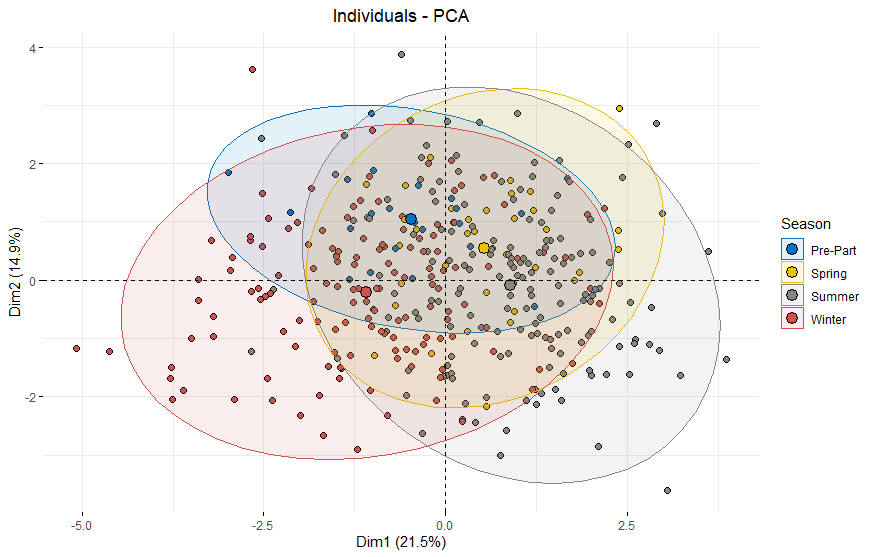 Individuals - PCA
4
2
0
-2
Dim2 (14.9%)
-5.0
-2.5
0.0
2.5
Dim1 (21.5%)
Season
Pre-Part
Spring
Summer
Winter